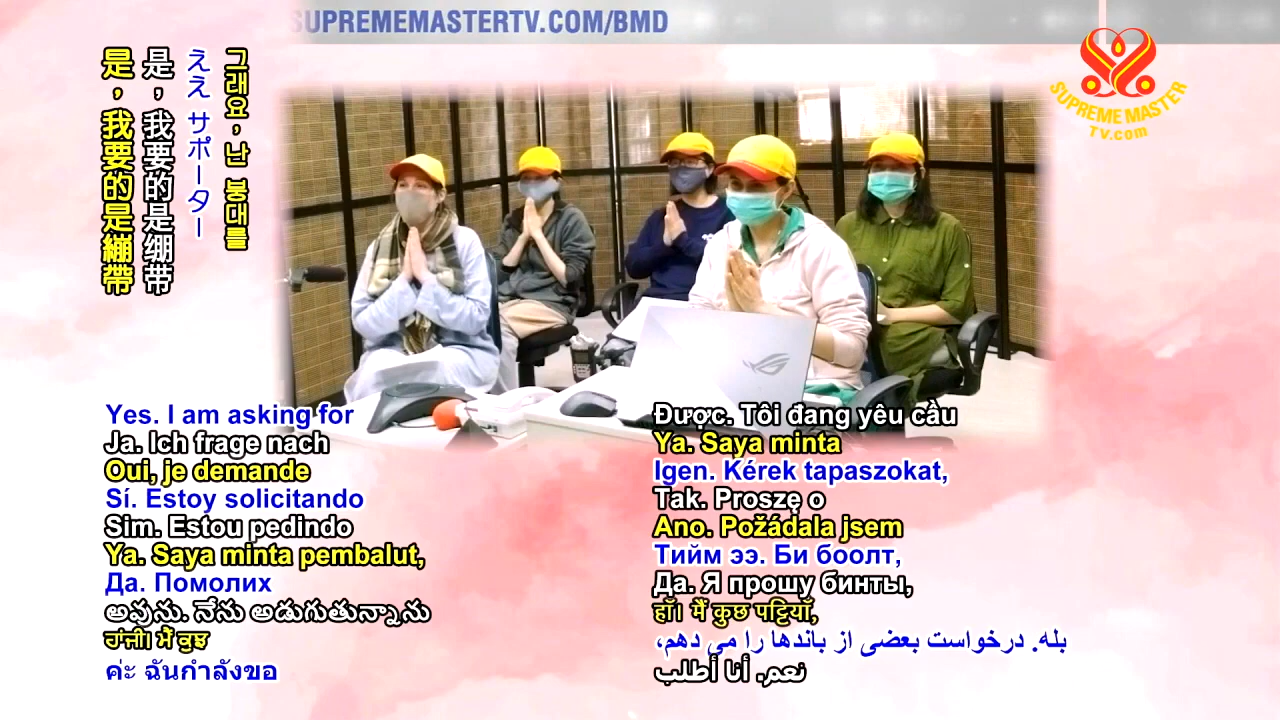 SUPREMEMASTERTV.COM/BMD
SUPREME MASTER
TV.com
그래요, 난 붕대를
ええ サポーター
是，我要的是绷带
是，我要的是繃帶
Yes. I am asking for
Ja. Ich frage nach
Oui, je demande
Sí. Estoy solicitando
Sim. Estou pedindo
Ya. Saya minta pembalut,
Да. Помолих
అవును. నేను అడుగుతున్నాను
ਹਾਂਜੀ। ਮੈਂ ਕੁਝ
ค่ะ ฉันกำลังขอ
Được. Tôi đang yêu cầu
Ya. Saya minta
Igen. Kérek tapaszokat,
Tak. Proszę o
Ano. Požádala jsem
Тийм ээ. Би боолт,
Да. Я прошу бинты,
हाँ। मैं कुछ पट्टियाँ,
بله. درخواست بعضی از باندها را می دهم،
نعم. أنا أطلب